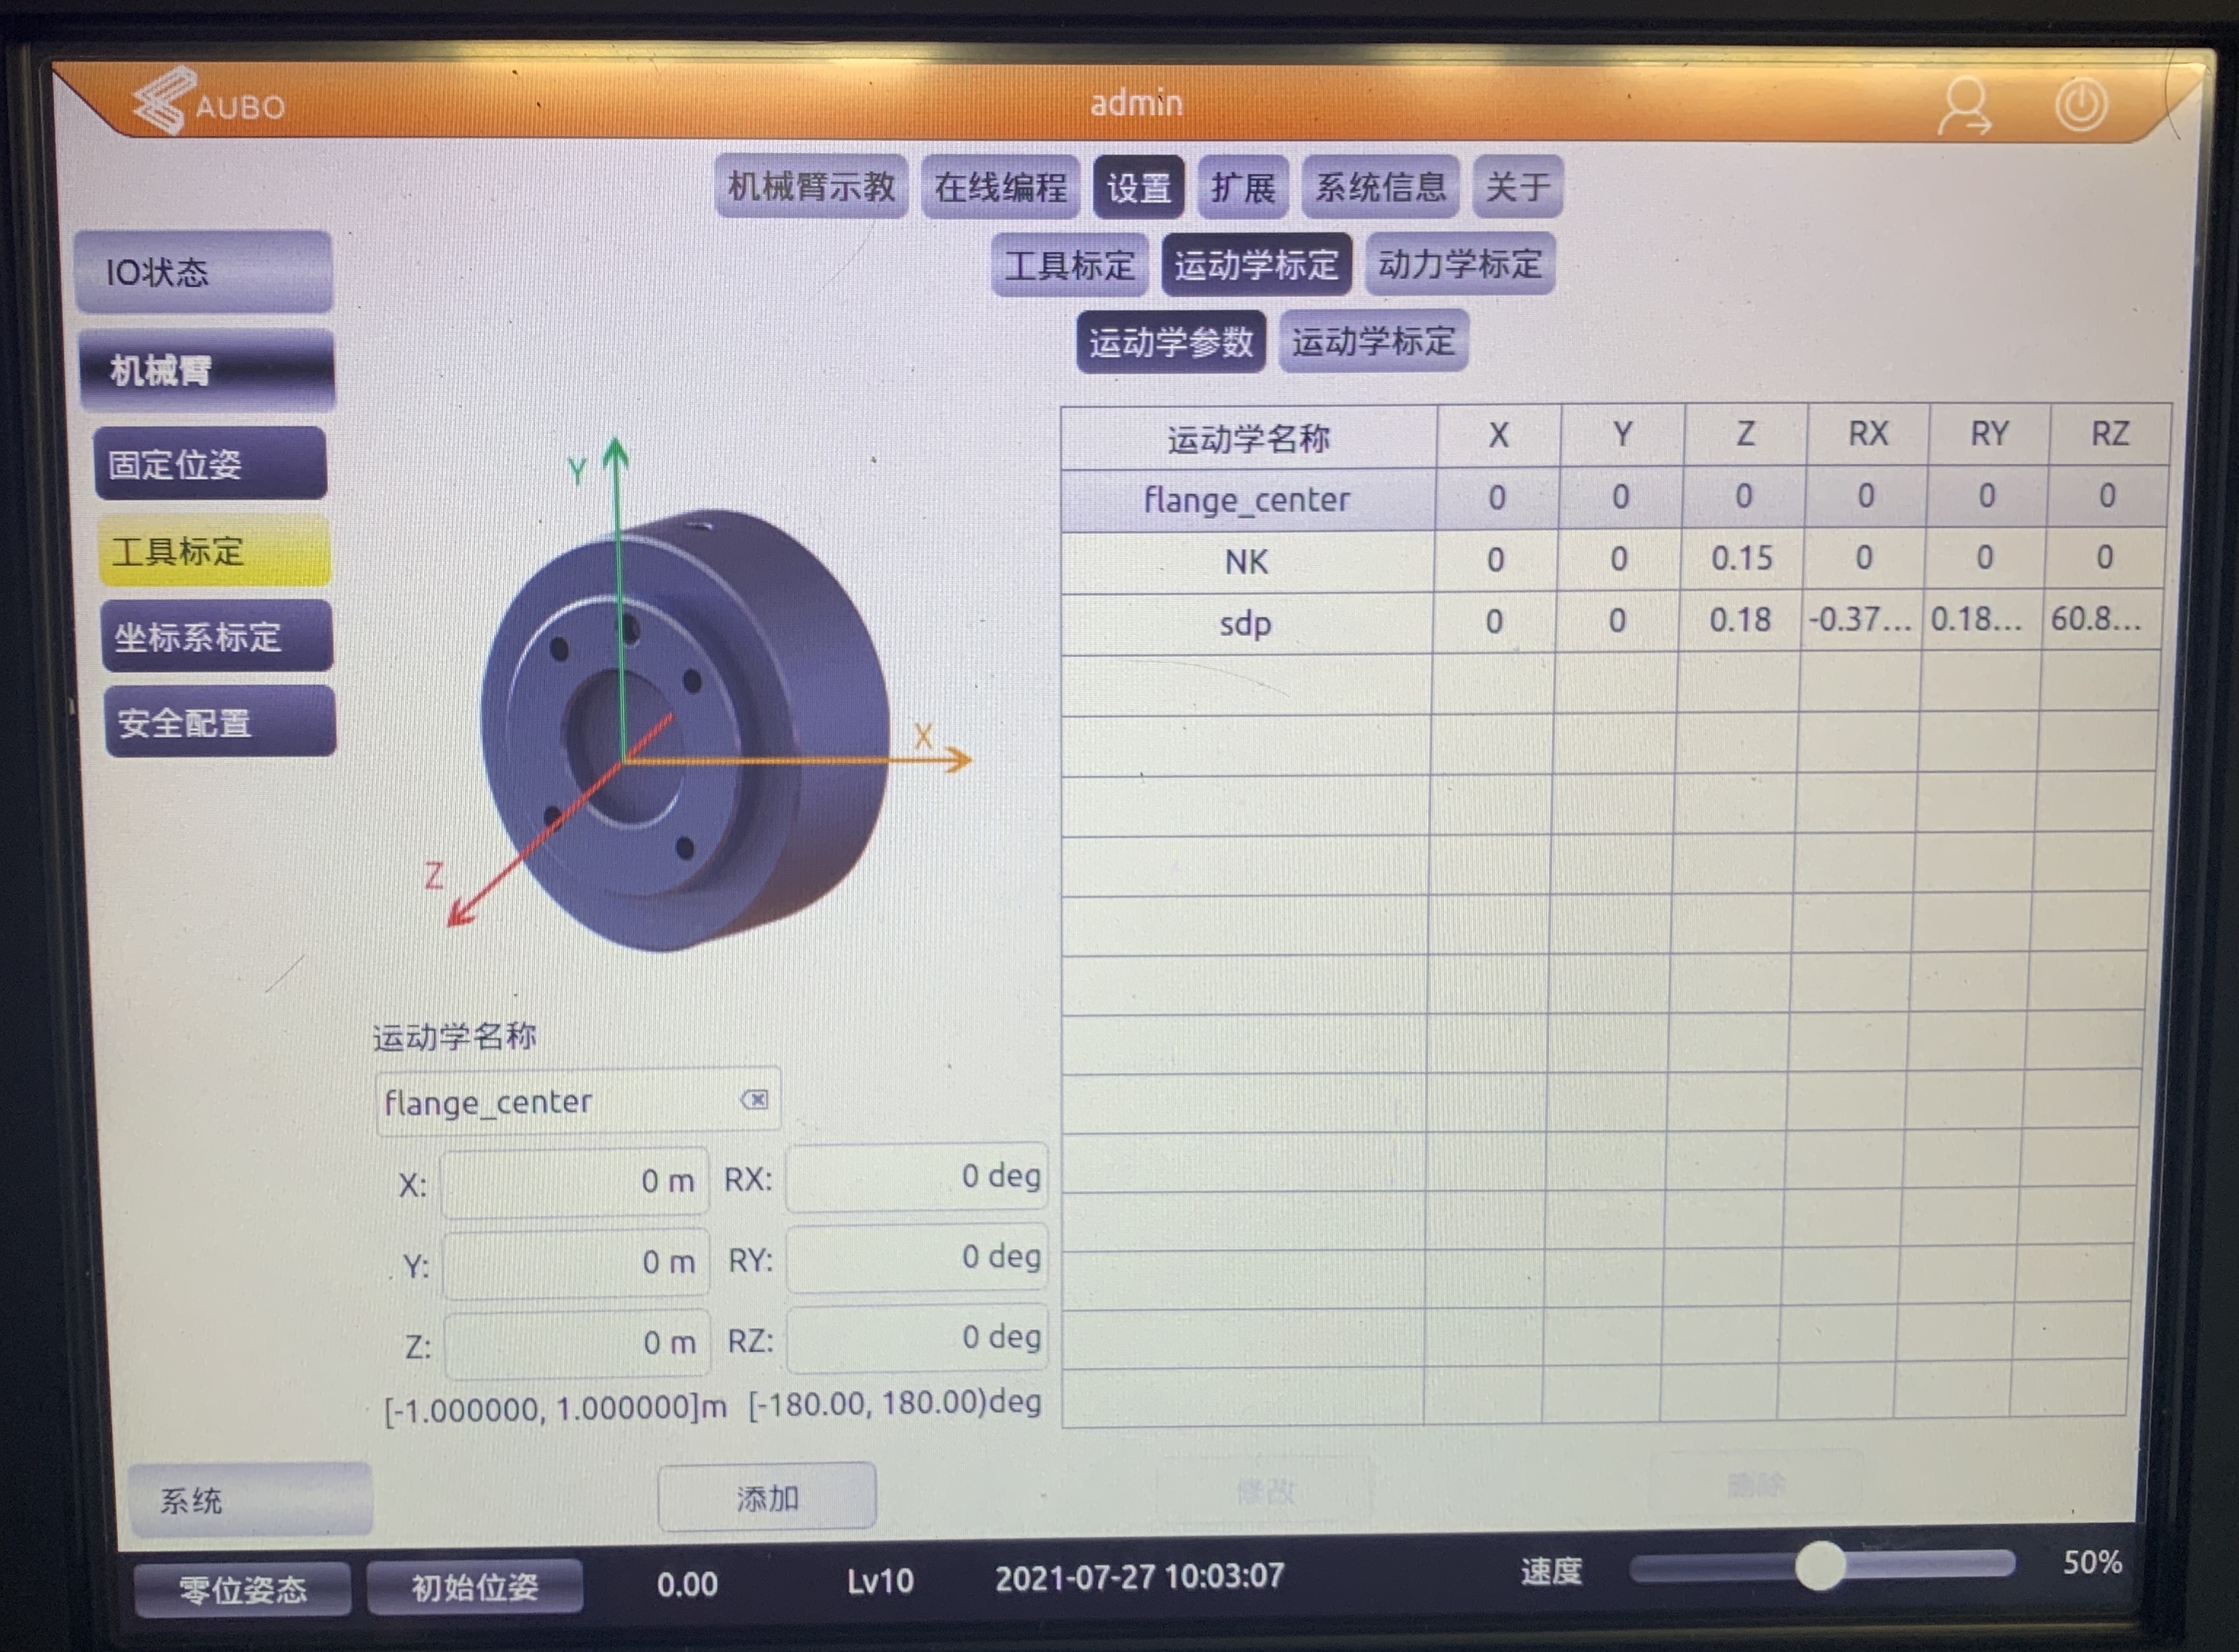 AUBO
admin
机械臂示教 在线编程 设置 扩展 系统信息 关于
工具标定 运动学标定 动力学标定
运动学参数 运动学标定
IO状态
机械臂
固定位姿
工具标定
坐标系标定
安全配置
Y
X
Z
运动学名称 X Y Z RX RY RZ
flange_center 0 0 0 0 0 0
NK 0 0 0.15 0 0 0
sdp 0 0 0.18 -0.37... 0.18... 60.8...
运动学名称
flange_center
X: 0 m RX: 0 deg
Y: 0 m RY: 0 deg
Z: 0 m RZ: 0 deg
[-1.000000, 1.000000]m [-180.00, 180.00)deg
系统 添加 修改 删除
零位姿态 初始位姿 0.00 Lv10 2021-07-27 10:03:07 速度 50%